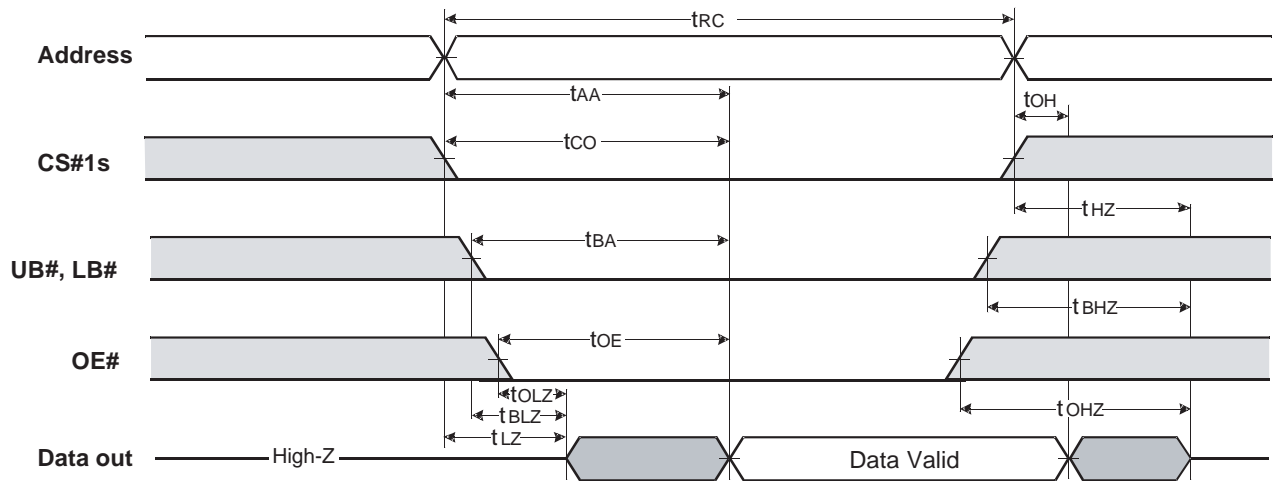 tRC
Address
tAA
tOH
tCO
CS#1s
tHZ
tBA
UB#, LB#
tBHZ
tOE
OE#
tOLZ
tOHZ
tBLZ
tLZ
Data out
High-Z
Data Valid